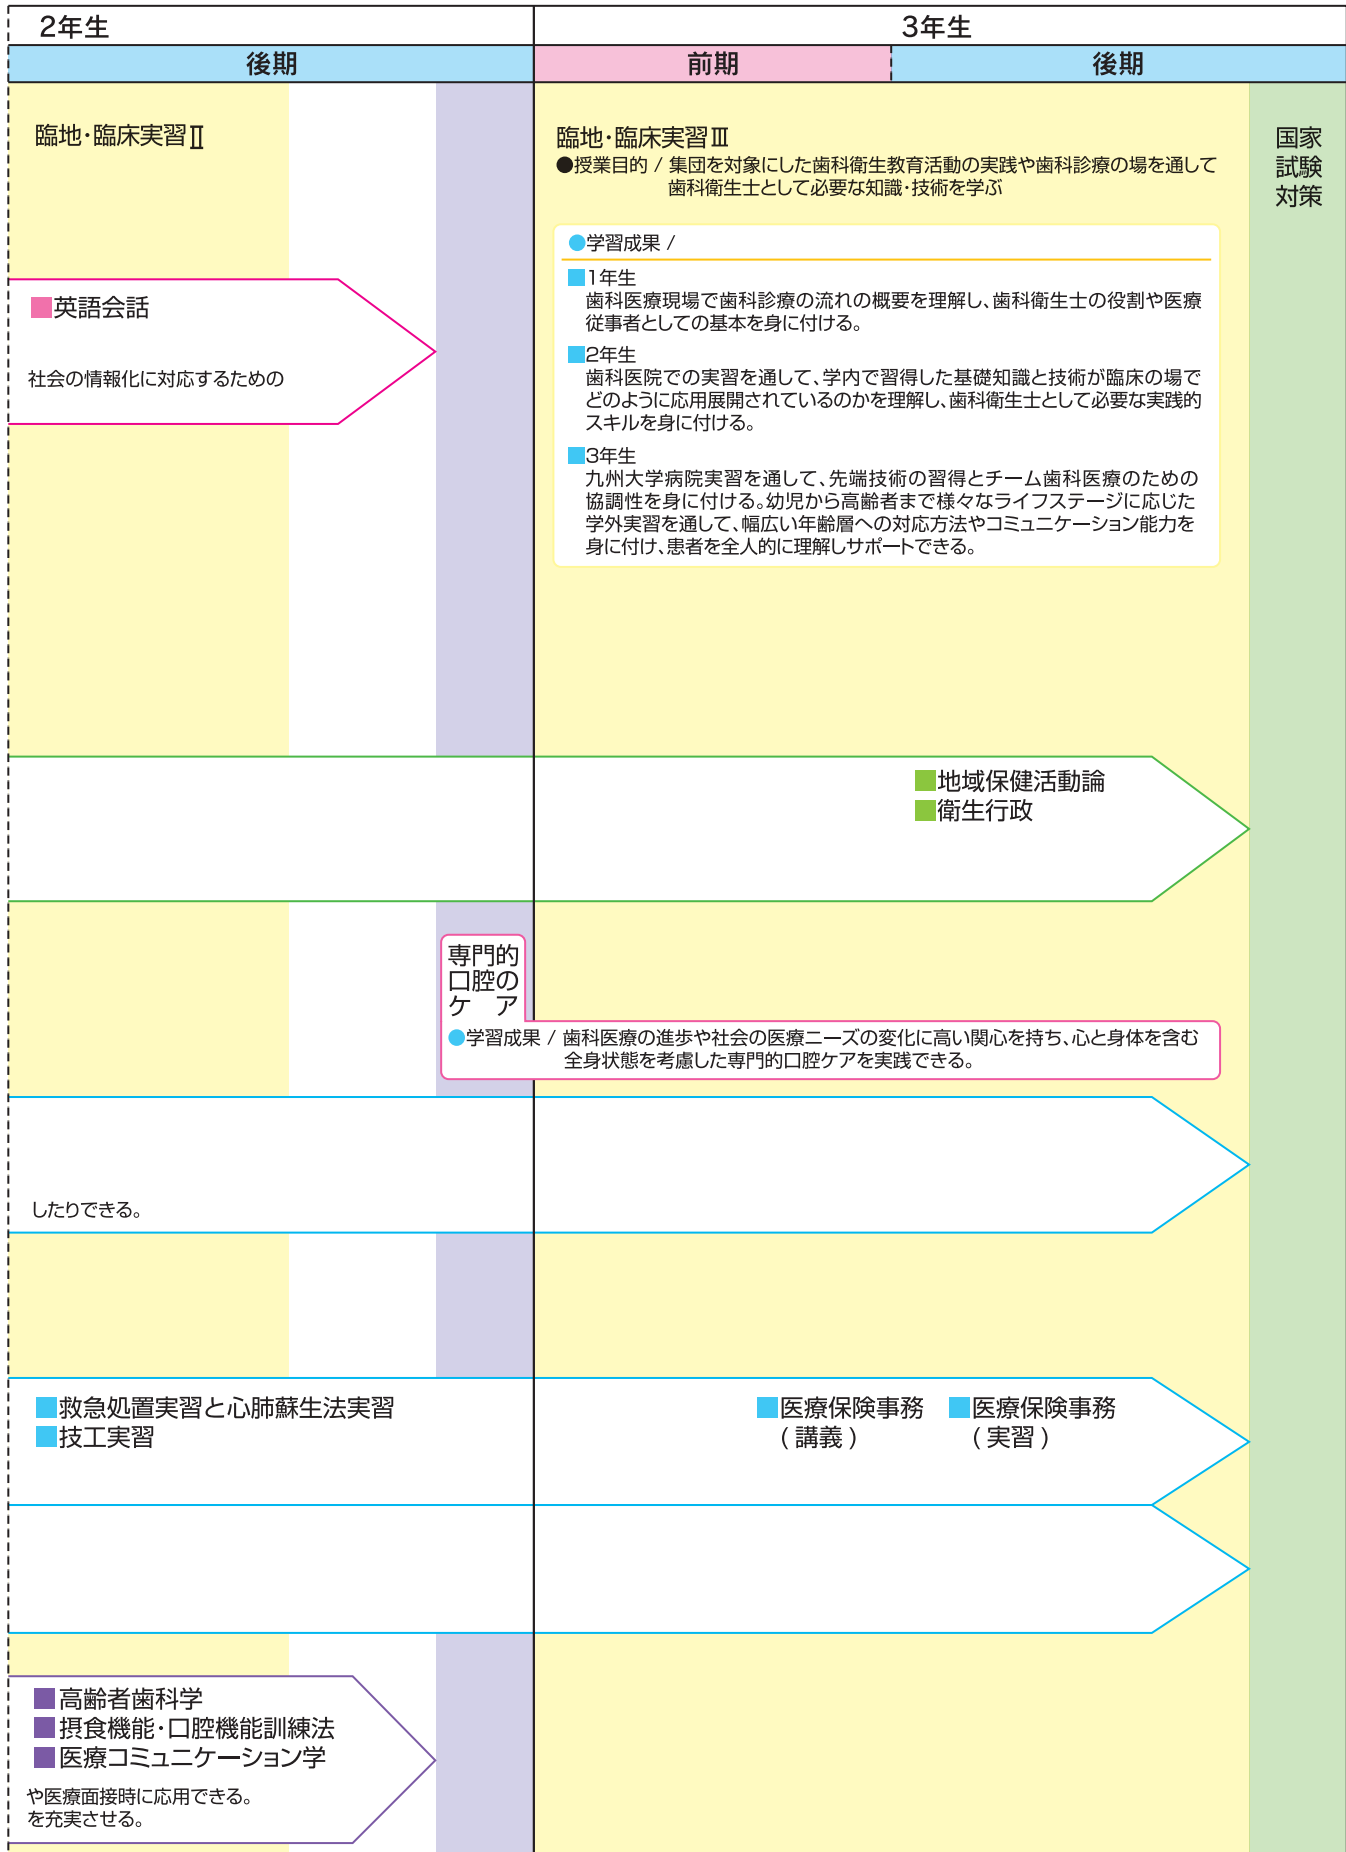 2年生
3年生
後期
前期
後期
臨地・臨床実習Ⅱ
臨地・臨床実習Ⅲ
●授業目的 / 集団を対象にした歯科衛生教育活動の実践や歯科診療の場を通して
歯科衛生士として必要な知識・技術を学ぶ
国家
試験
対策
●学習成果 /
■1年生
歯科医療現場で歯科診療の流れの概要を理解し、歯科衛生士の役割や医療
従事者としての基本を身に付ける。
■2年生
歯科医院での実習を通して、学内で習得した基礎知識と技術が臨床の場で
どのように応用展開されているのかを理解し、歯科衛生士として必要な実践的
スキルを身に付ける。
■3年生
九州大学病院実習を通して、先端技術の習得とチーム歯科医療のための
協調性を身に付ける。幼児から高齢者まで様々なライフステージに応じた
学外実習を通して、幅広い年齢層への対応方法やコミュニケーション能力を
身に付け、患者を全人的に理解しサポートできる。
■英語会話
社会の情報化に対応するための
■地域保健活動論
■衛生行政
専門的
口腔の
ケ ア
●学習成果 / 歯科医療の進歩や社会の医療ニーズの変化に高い関心を持ち、心と身体を含む
全身状態を考慮した専門的口腔ケアを実践できる。
したりできる。
■救急処置実習と心肺蘇生法実習
■技工実習
■医療保険事務
( 講義 )
■医療保険事務
( 実習 )
■高齢者歯科学
■摂食機能・口腔機能訓練法
■医療コミュニケーション学
や医療面接時に応用できる。
を充実させる。